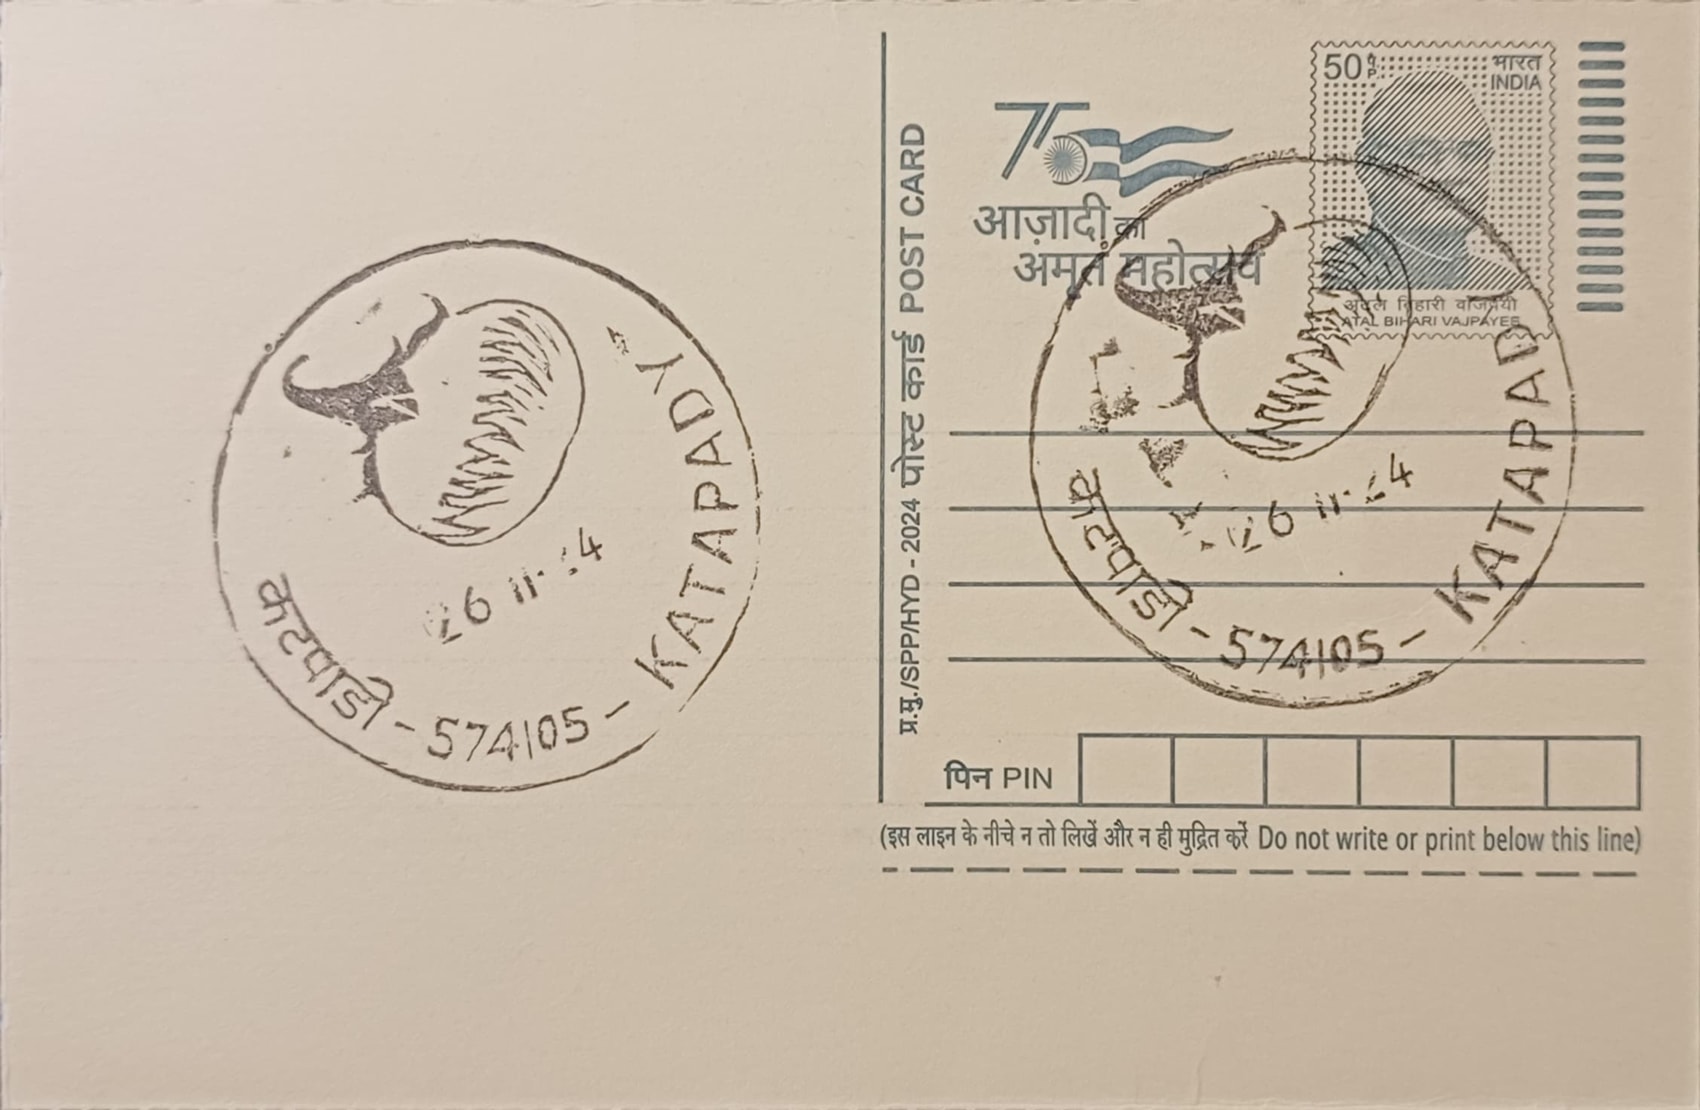 कटपाडी - 574105 - KATAPADY
26 11 24
प्र.मु./SPP/HYD - 2024 पोस्ट कार्ड POST CARD
75
आज़ादी का
अमृत महोत्सव
50 पै. P.
भारत
INDIA
अटल बिहारी वाजपेयी
ATAL BIHARI VAJPAYEE
कटपाडी - 574105 - KATAPAD
26 11 24
पिन PIN
(इस लाइन के नीचे न तो लिखें और न ही मुद्रित करें Do not write or print below this line)